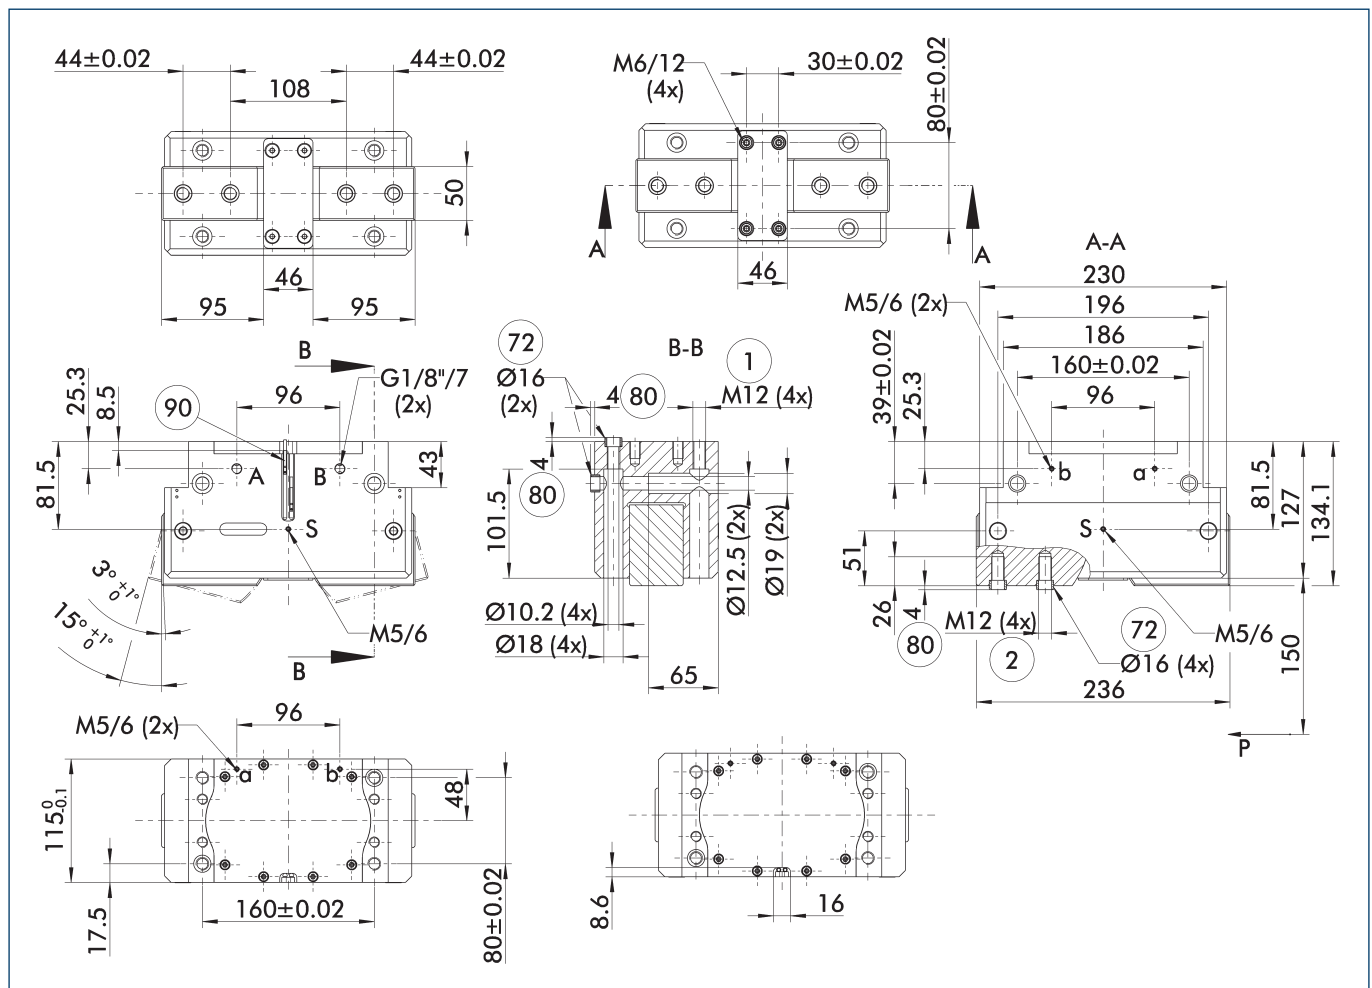 44±0.02
44±0.02
108
50
46
95
95
M6/12
(4x)
30±0.02
80±0.02
A
A
46
A-A
230
M5/6 (2x)
196
186
160±0.02
96
39±0.02
25.3
b
a
S
81.5
127
134.1
51
26
4
80
M12 (4x)
2
72
Ø16 (4x)
M5/6
236
150
P
B
25.3
8.5
90
96
G1/8"/7
(2x)
81.5
A
B
43
S
3° +1° 0
15° +1° 0
M5/6
B
72
B-B
1
Ø16
(2x)
4
80
M12 (4x)
4
80
101.5
Ø12.5 (2x)
Ø19 (2x)
Ø10.2 (4x)
Ø18 (4x)
65
M5/6 (2x)
96
a
b
48
115 0 -0.1
17.5
160±0.02
80±0.02
8.6
16